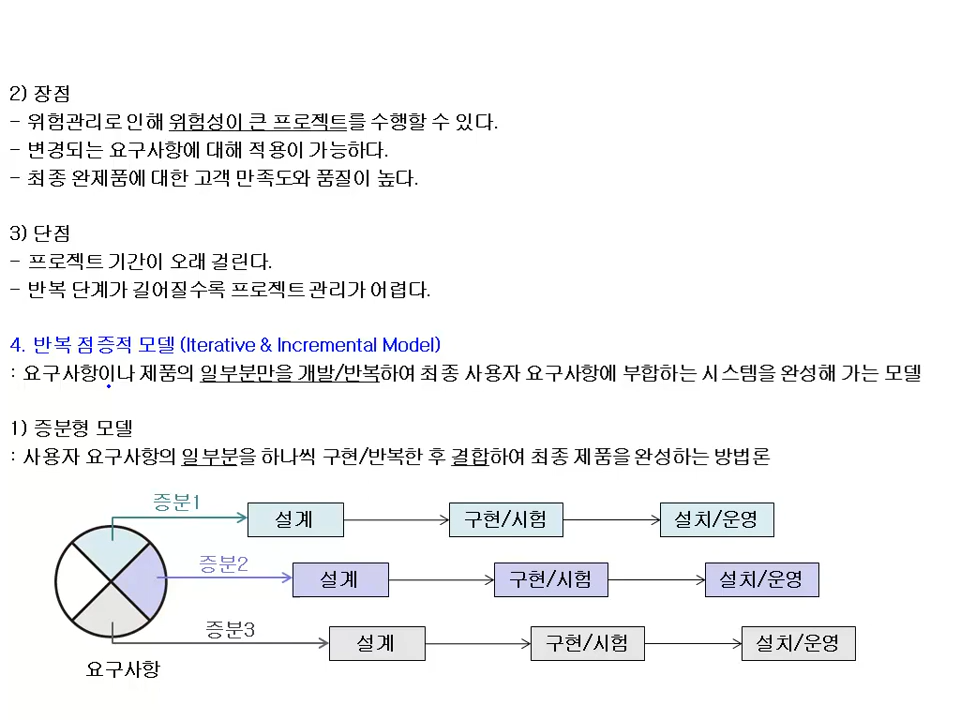 2) 장점
- 위험관리로 인해 위험성이 큰 프로젝트를 수행할 수 있다.
- 변경되는 요구사항에 대해 적용이 가능하다.
- 최종 완제품에 대한 고객 만족도와 품질이 높다.
3) 단점
- 프로젝트 기간이 오래 걸린다.
- 반복 단계가 길어질수록 프로젝트 관리가 어렵다.
4. 반복 점증적 모델 (Iterative & Incremental Model)
: 요구사항이나 제품의 일부분만을 개발/반복하여 최종 사용자 요구사항에 부합하는 시스템을 완성해 가는 모델
1) 증분형 모델
: 사용자 요구사항의 일부분을 하나씩 구현/반복한 후 결합하여 최종 제품을 완성하는 방법론
증분1
설계
구현/시험
설치/운영
증분2
설계
구현/시험
설치/운영
증분3
설계
구현/시험
설치/운영
요구사항